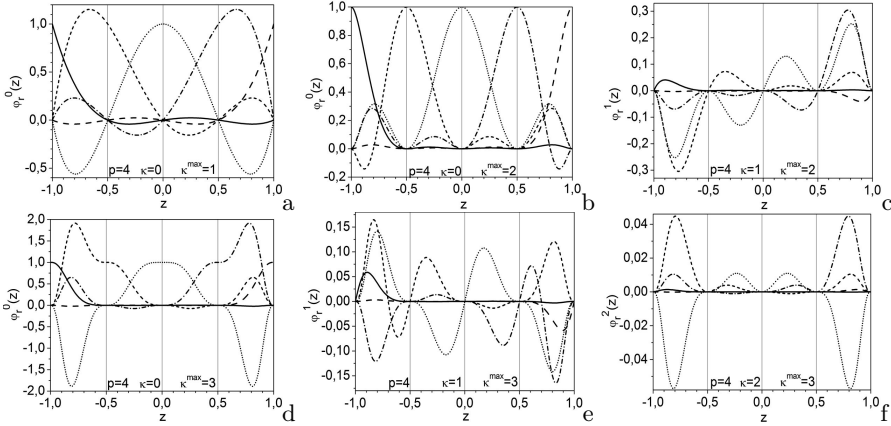 1,0
0,5
0,0
-0,5
φr⁰(z)
p=4 κ=0 κmax=1
-1,0 -0,5 0,0 0,5 1,0
z
a
1,0
0,8
0,6
0,4
0,2
0,0
0,2
φr⁰(z)
p=4 κ=0 κmax=2
-1,0 -0,5 0,0 0,5 1,0
z
b
0,3
0,2
0,1
0,0
-0,1
-0,2
-0,3
φr¹(z)
p=4 κ=1 κmax=2
-1,0 -0,5 0,0 0,5 1,0
z
c
2,0
1,5
1,0
0,5
0,0
0,5
1,0
1,5
2,0
φr⁰(z)
p=4 κ=0 κmax=3
-1,0 -0,5 0,0 0,5 1,0
z
d
0,15
0,10
0,05
0,00
-0,05
-0,10
-0,15
φr¹(z)
p=4 κ=1 κmax=3
-1,0 -0,5 0,0 0,5 1,0
z
e
0,04
0,02
0,00
-0,02
-0,04
φr²(z)
p=4 κ=2 κmax=3
-1,0 -0,5 0,0 0,5 1,0
z
f